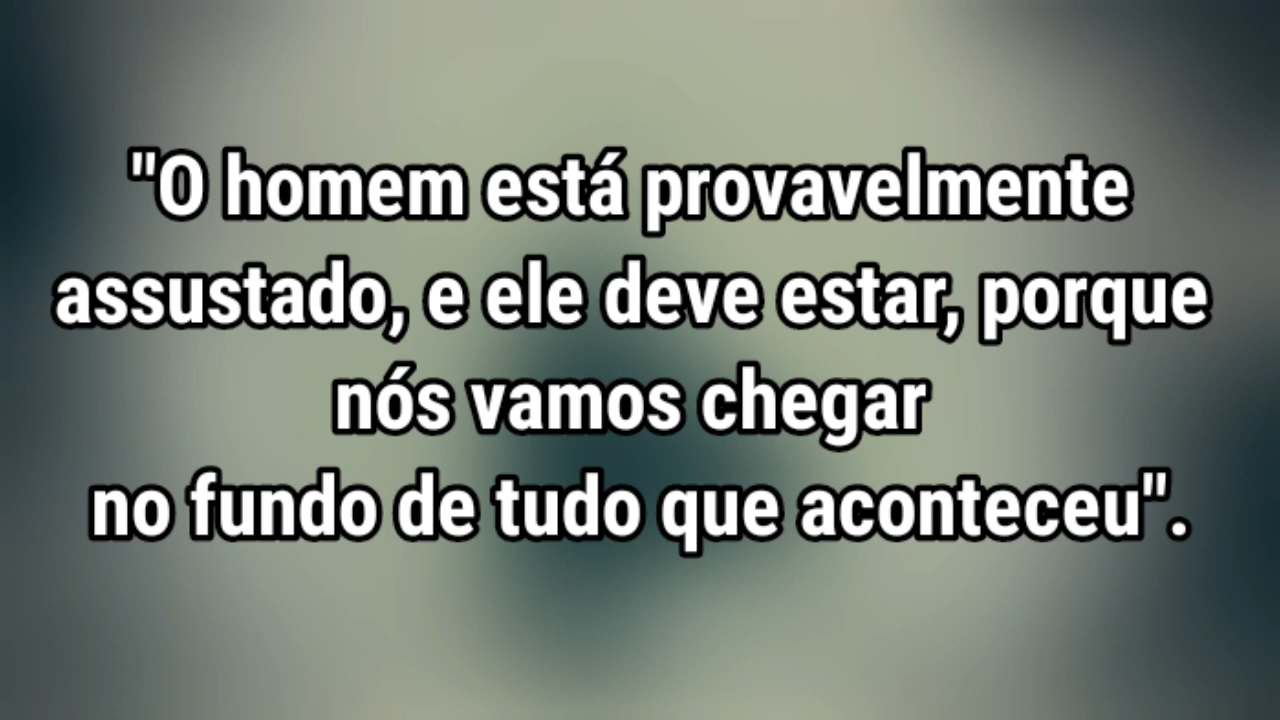 "O homem está provavelmente
assustado, e ele deve estar, porque
nós vamos chegar
no fundo de tudo que aconteceu".